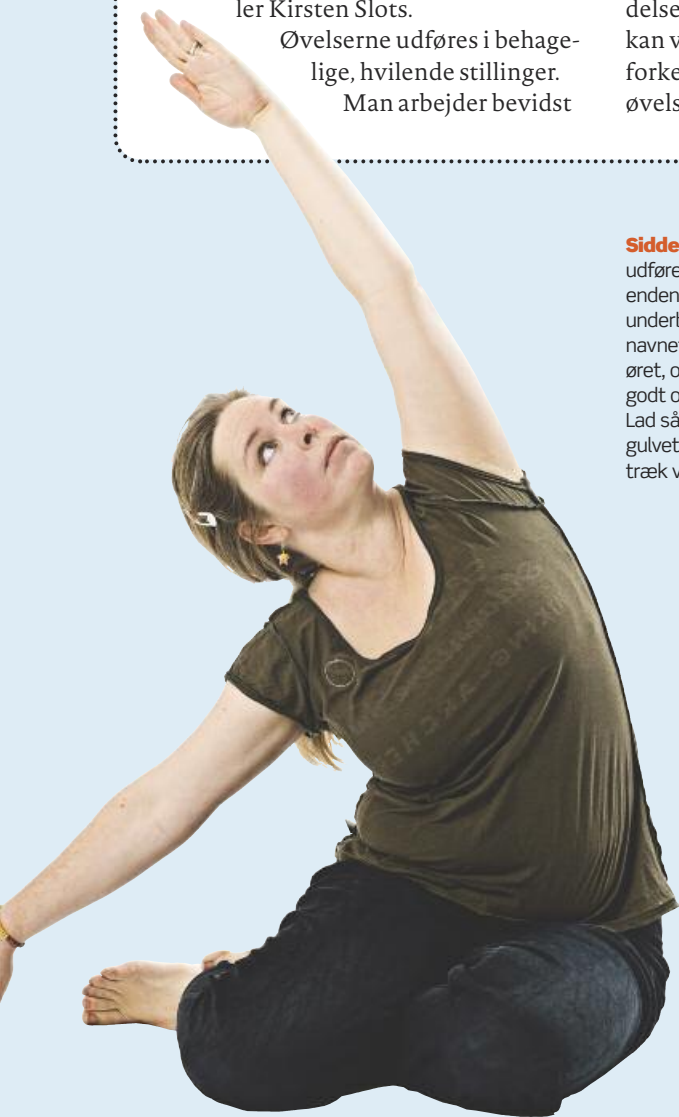 ler Kirsten Slots.
Øvelserne udføres i behage-
lige, hvilende stillinger.
Man arbejder bevidst
delse
kan v
forke
øvels
Sidde
udføre
enden
navnet
øret, o
godt o
Lad så
gulvet
træk v